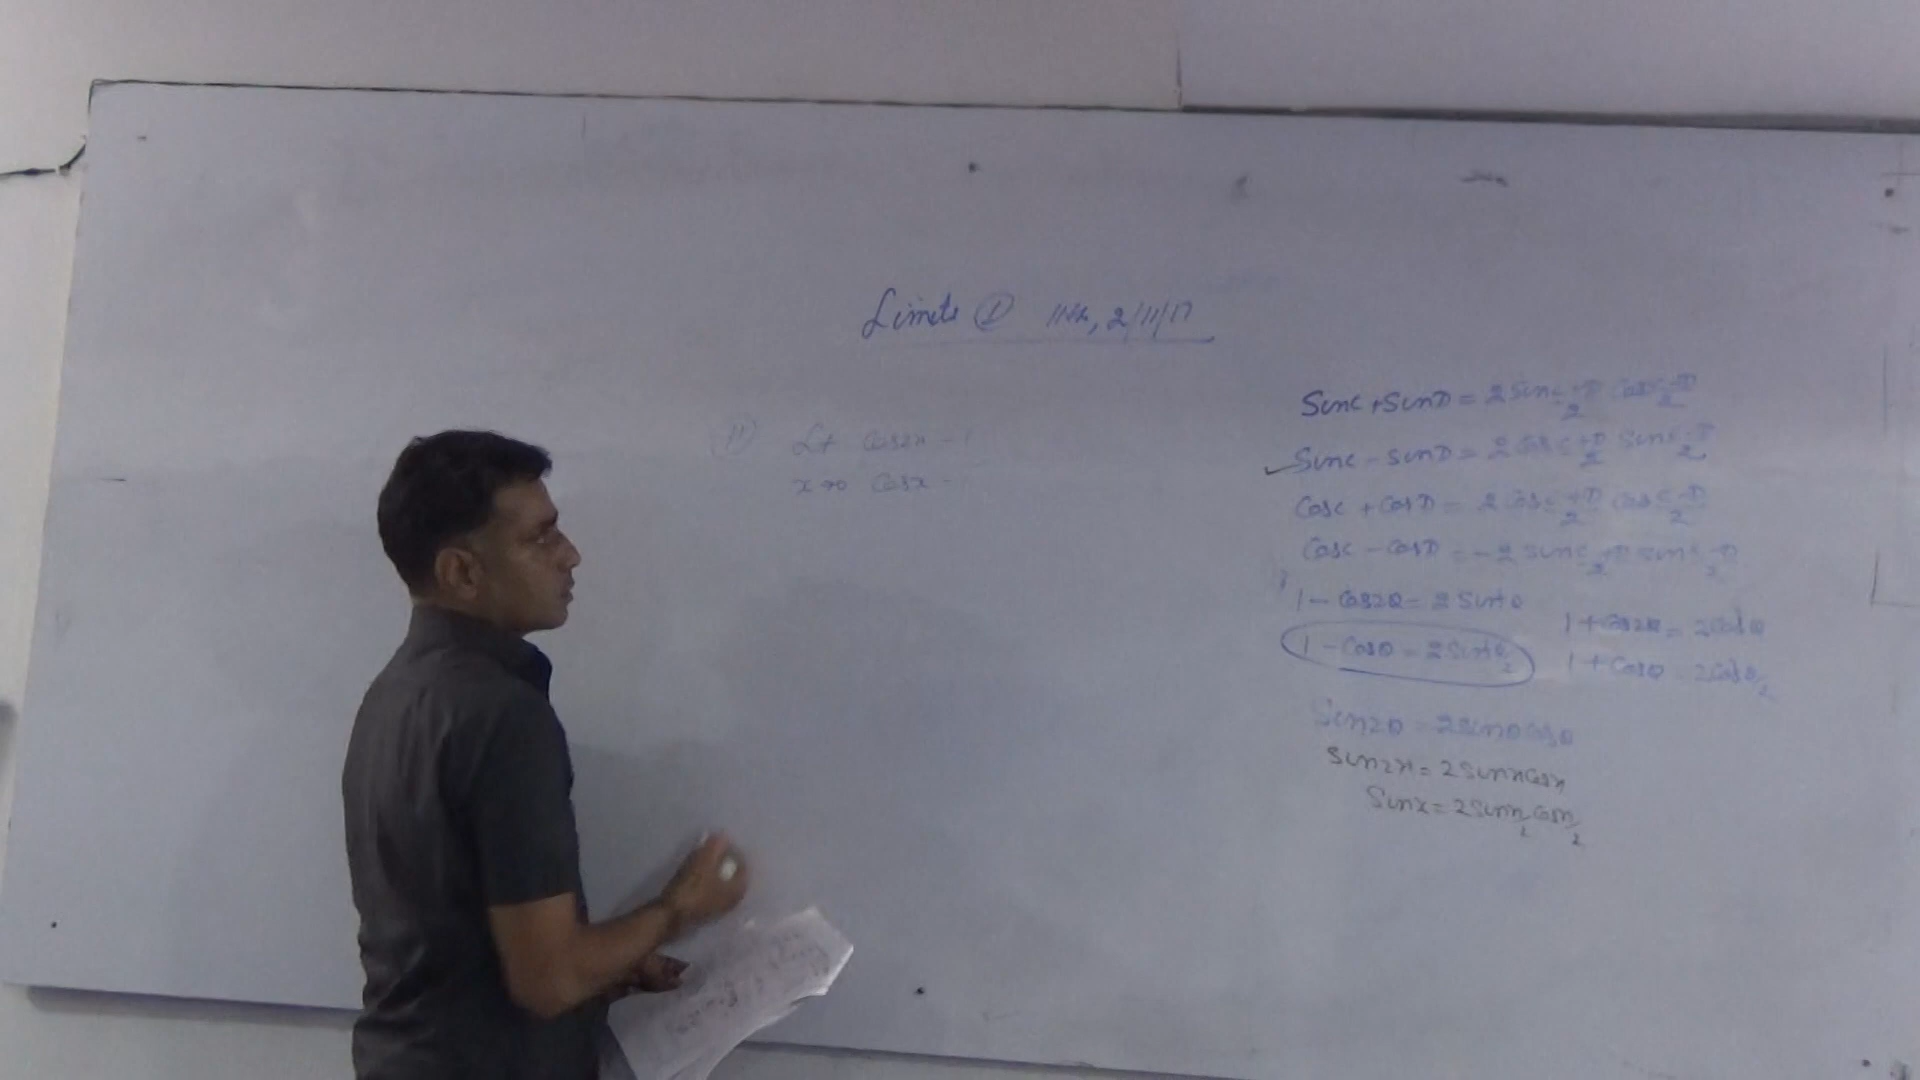 Limits ① 11th, 2/11/17
11) Lt Cos2x - 1
x→0 Cosx -
SinC + SinD = 2 Sin C+D/2 Cos C-D/2
SinC - SinD = 2 Cos C+D/2 Sin C-D/2
CosC + CosD = 2 Cos C+D/2 Cos C-D/2
CosC - CosD = -2 Sin C+D/2 Sin C-D/2
1 - Cos2θ = 2 Sin²θ
1 + Cos2θ = 2Cos²θ
1 - Cosθ = 2 Sin²θ/2
1 + Cosθ = 2Cos²θ/2
Sin2θ = 2SinθCosθ
Sin2x = 2SinxCosx
Sinx = 2Sinx/2 Cosx/2